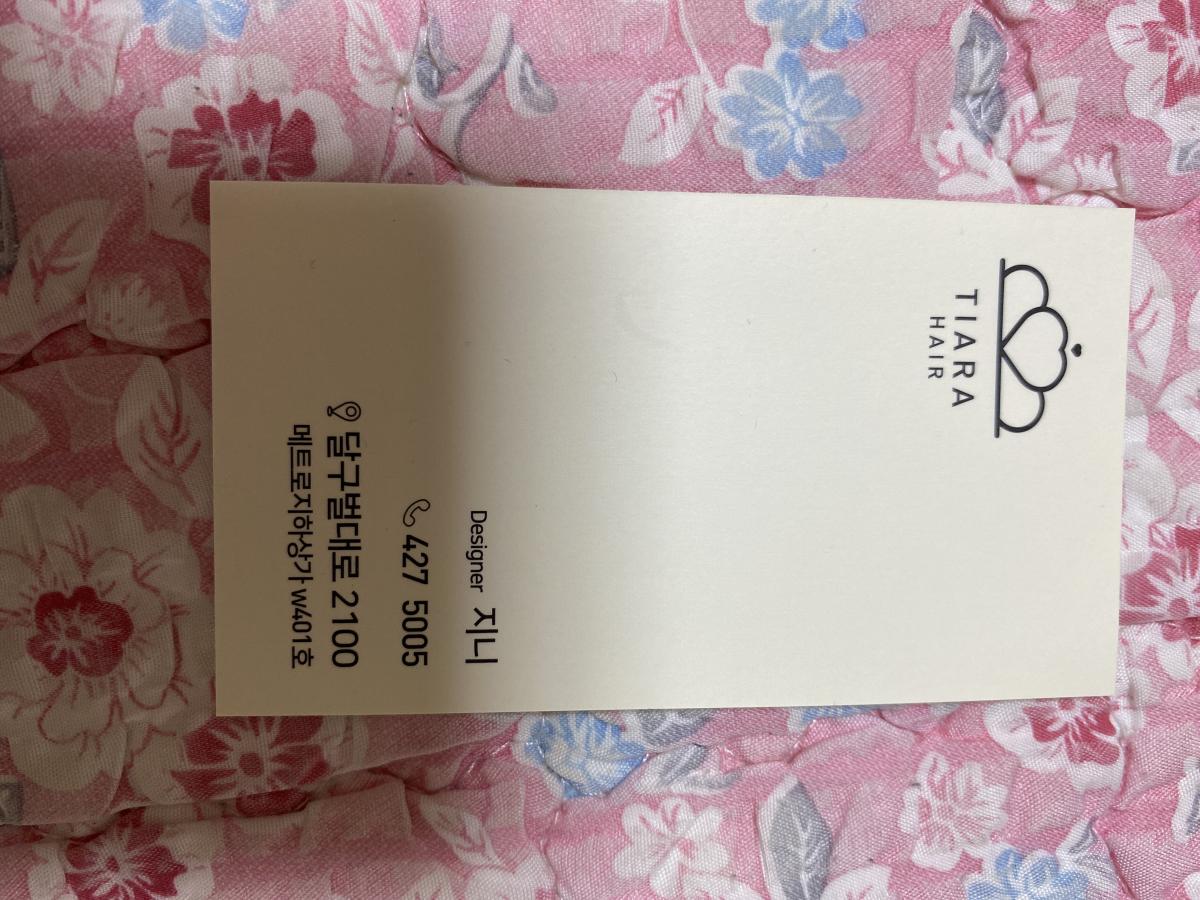 TIARA
HAIR
Designer 지니
427 5005
달구벌대로 2100
메트로지하상가 w401호